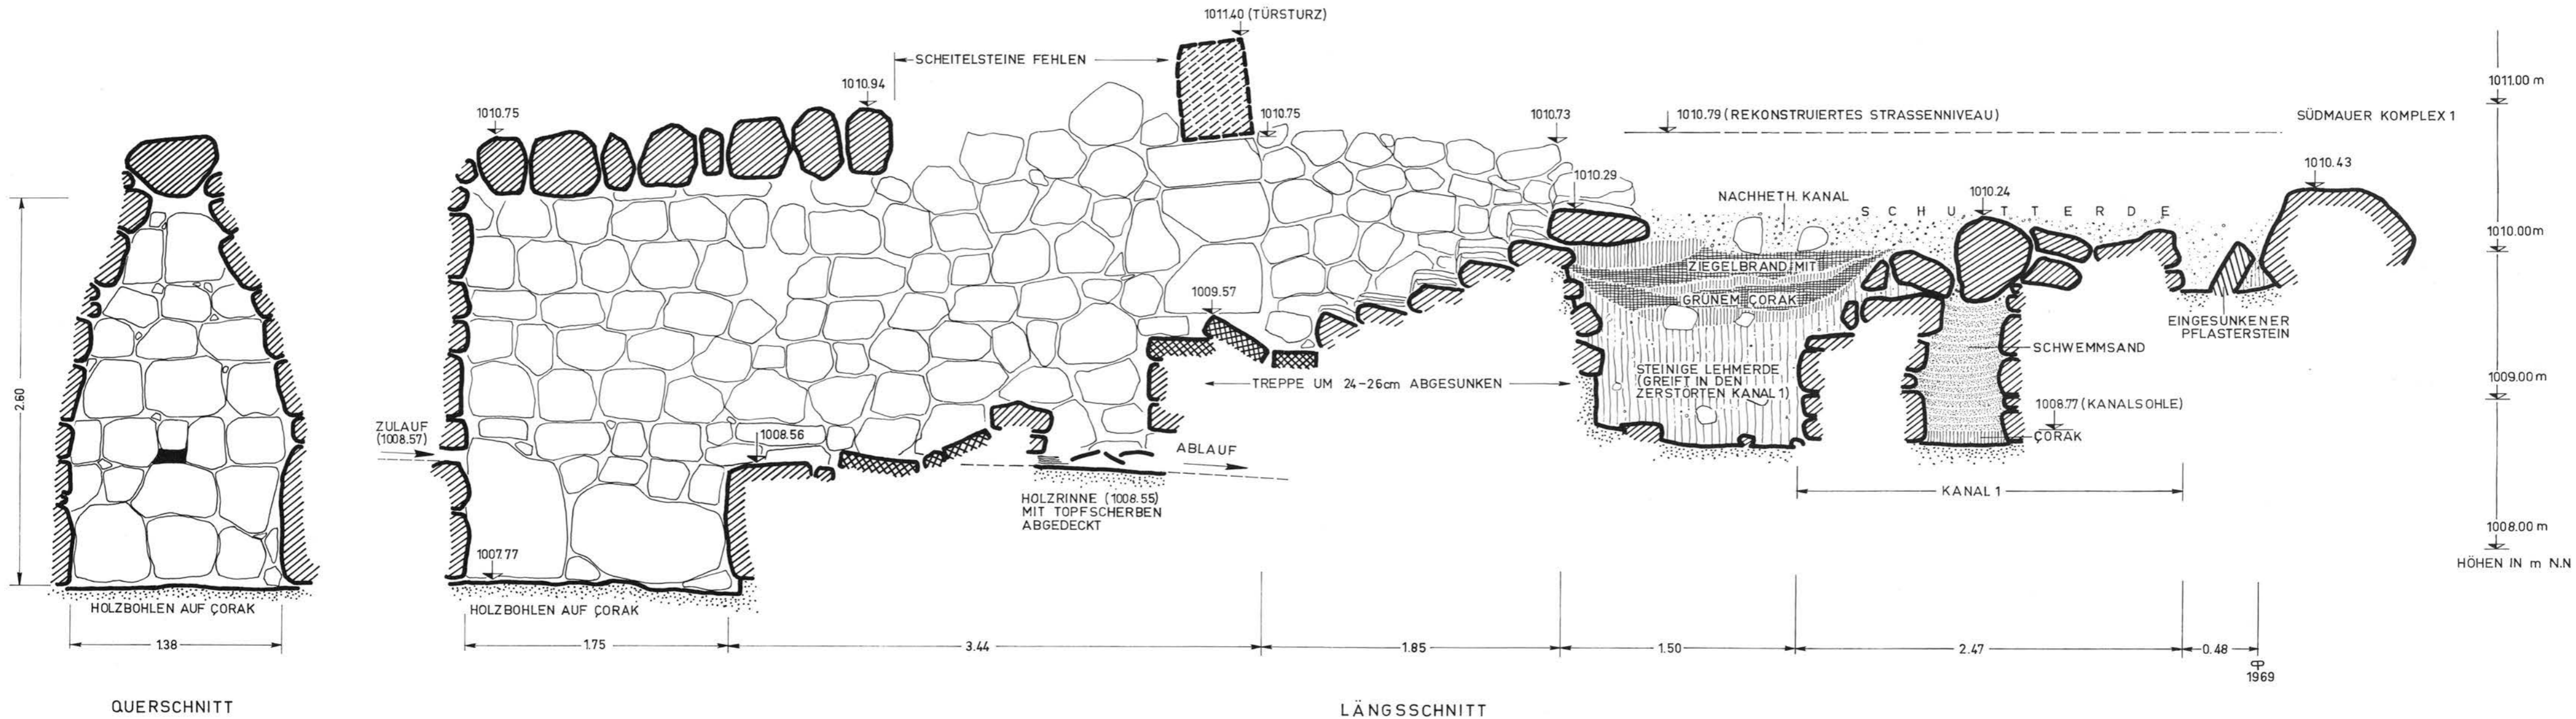 1011.40 (TÜRSTURZ)
SCHEITELSTEINE FEHLEN
1010.94
1010.75
1010.75
1010.73
1010.79 (REKONSTRUIERTES STRASSENNIVEAU)
SÜDMAUER KOMPLEX 1
1011.00 m
1010.43
1010.29
1010.24
NACHHETH. KANAL
SCHUTTERDE
1010.00 m
ZIEGELBRAND MIT
GRÜNEM ÇORAK
1009.57
EINGESUNKENER
PFLASTERSTEIN
SCHWEMMSAND
TREPPE UM 24-26cm ABGESUNKEN
STEINIGE LEHMERDE
(GREIFT IN DEN
ZERSTÖRTEN KANAL 1)
1009.00 m
1008.77 (KANALSOHLE)
ÇORAK
2.60
ZULAUF
(1008.57)
1008.56
ABLAUF
HOLZRINNE (1008.55)
MIT TOPFSCHERBEN
ABGEDECKT
KANAL 1
1008.00 m
HÖHEN IN m N.N
1007.77
HOLZBOHLEN AUF ÇORAK
HOLZBOHLEN AUF ÇORAK
1.38
1.75
3.44
1.85
1.50
2.47
0.48
1969
QUERSCHNITT
LÄNGSSCHNITT